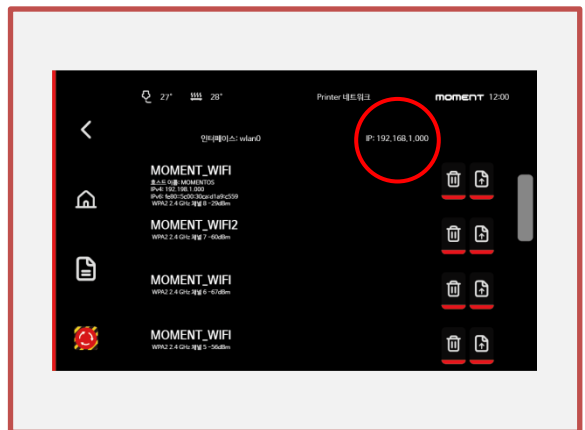 27° 28° Printer 네트워크 moment 12:00
인터페이스: wlan0 IP: 192,168,1,000
MOMENT_WIFI
호스트 이름: MOMENTOS
IPv4: 192.198.1.000
WPA2 2.4 GHz 채널 8 -29dBm
MOMENT_WIFI2
WPA2 2.4 GHz 채널 7 -60dBm
MOMENT_WIFI
WPA2 2.4 GHz 채널 6 -67dBm
MOMENT_WIFI
WPA2 2.4 GHz 채널 5 -56dBm